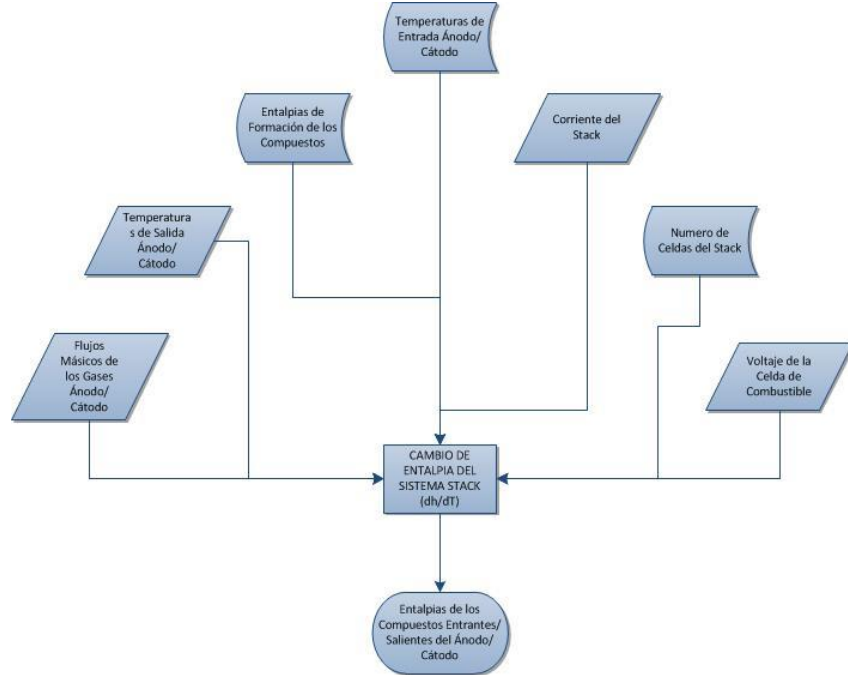 Temperaturas de
Entrada Ánodo/
Cátodo
Entalpias de
Formación de los
Compuestos
Corriente del
Stack
Temperatura
s de Salida
Ánodo/
Cátodo
Numero de
Celdas del Stack
Flujos
Másicos de
los Gases
Ánodo/
Cátodo
Voltaje de la
Celda de
Combustible
CAMBIO DE
ENTALPIA DEL
SISTEMA STACK
(dh/dT)
Entalpias de los
Compuestos Entrantes/
Salientes del Ánodo/
Cátodo